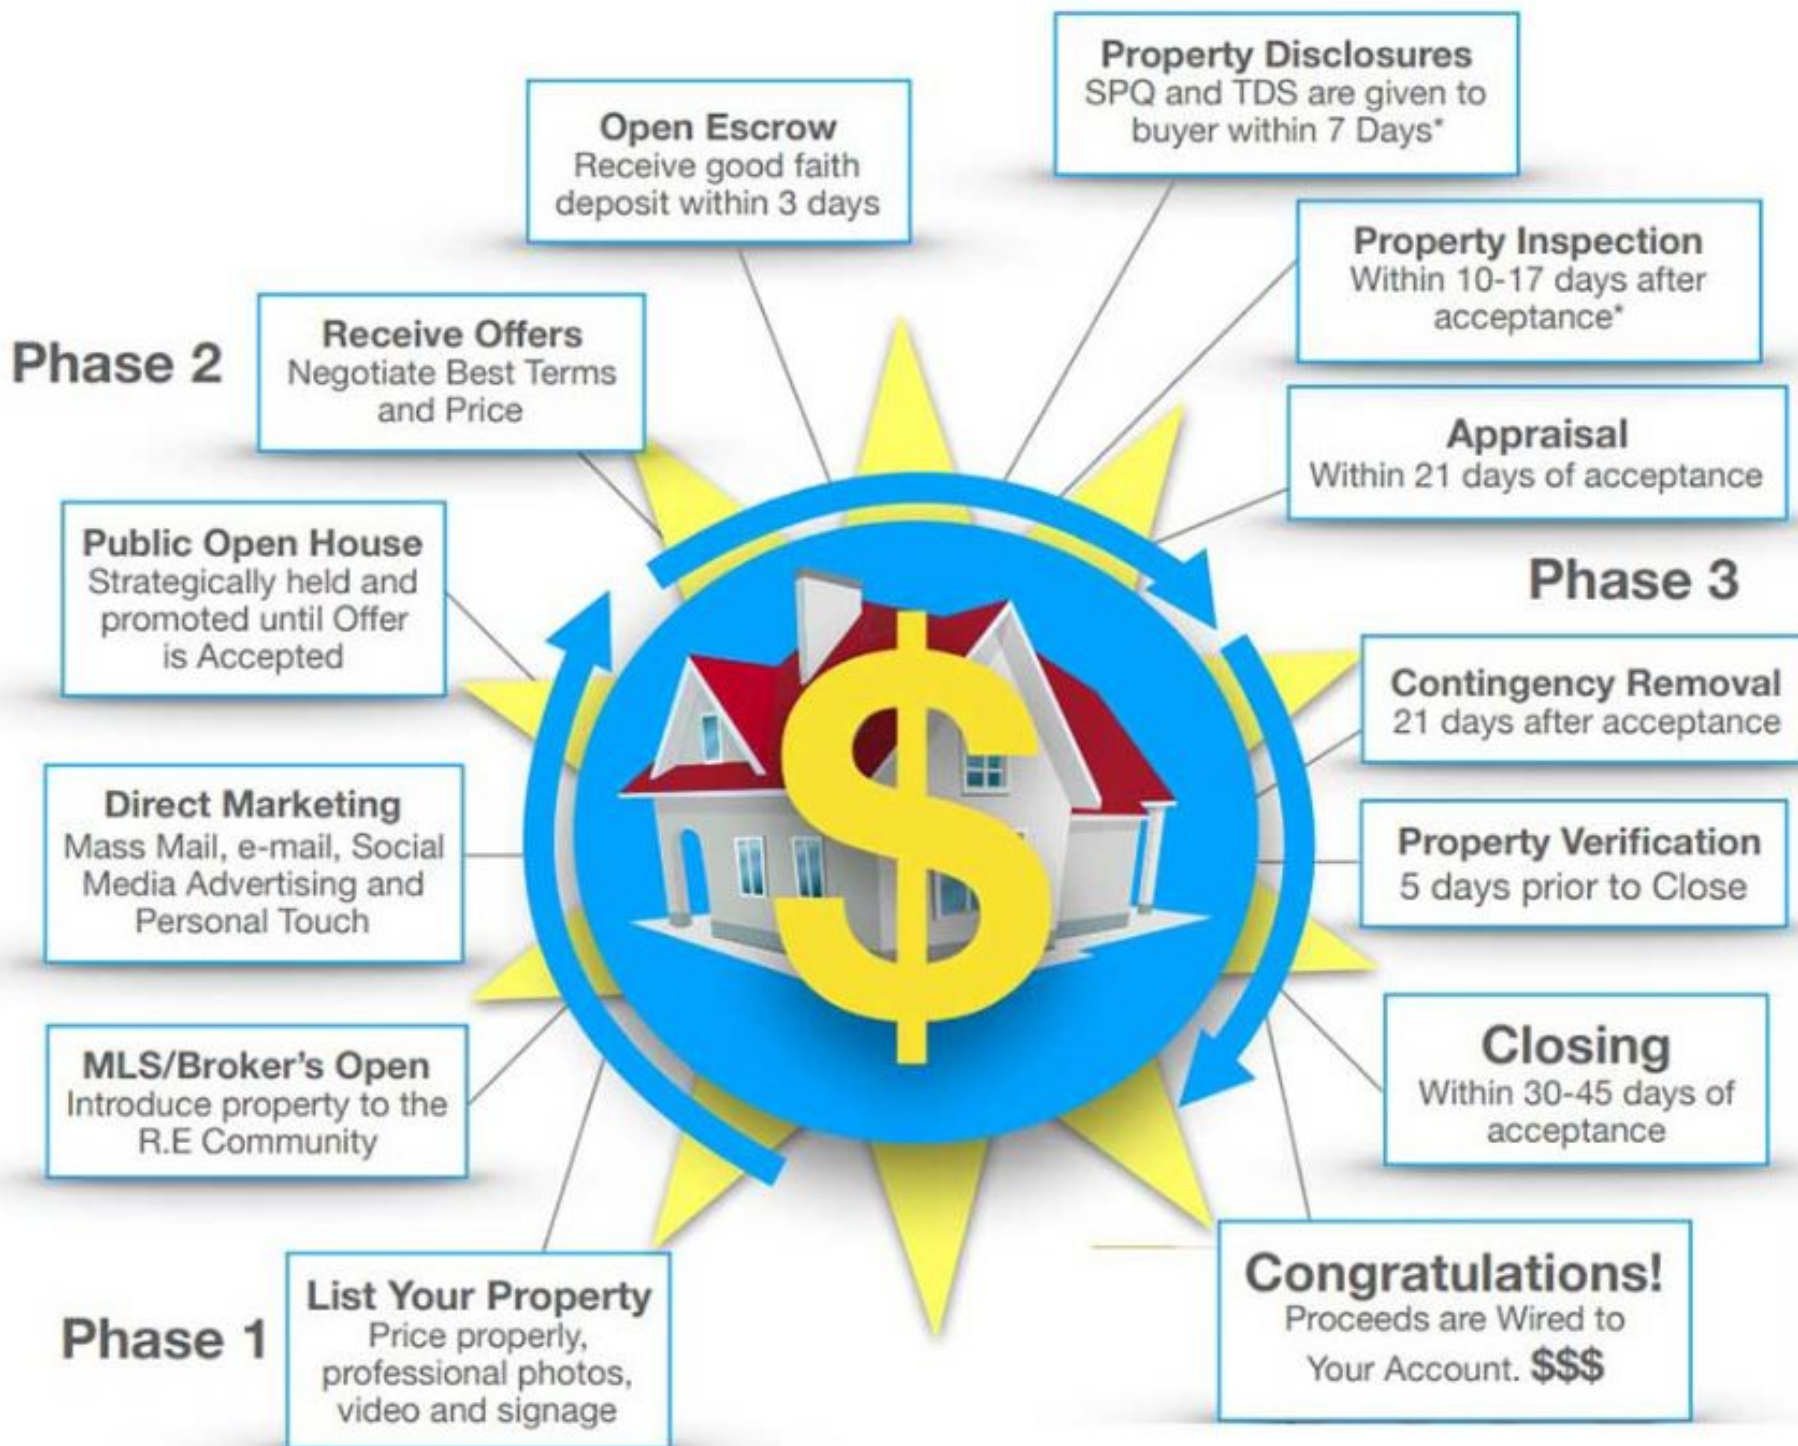 Phase 1
List Your Property
Price properly,
professional photos,
video and signage
MLS/Broker's Open
Introduce property to the
R.E Community
Direct Marketing
Mass Mail, e-mail, Social
Media Advertising and
Personal Touch
Public Open House
Strategically held and
promoted until Offer
is Accepted
Phase 2
Receive Offers
Negotiate Best Terms
and Price
Open Escrow
Receive good faith
deposit within 3 days
Property Disclosures
SPQ and TDS are given to
buyer within 7 Days*
Property Inspection
Within 10-17 days after
acceptance*
Appraisal
Within 21 days of acceptance
Phase 3
Contingency Removal
21 days after acceptance
Property Verification
5 days prior to Close
Closing
Within 30-45 days of
acceptance
Congratulations!
Proceeds are Wired to
Your Account. $$$
$